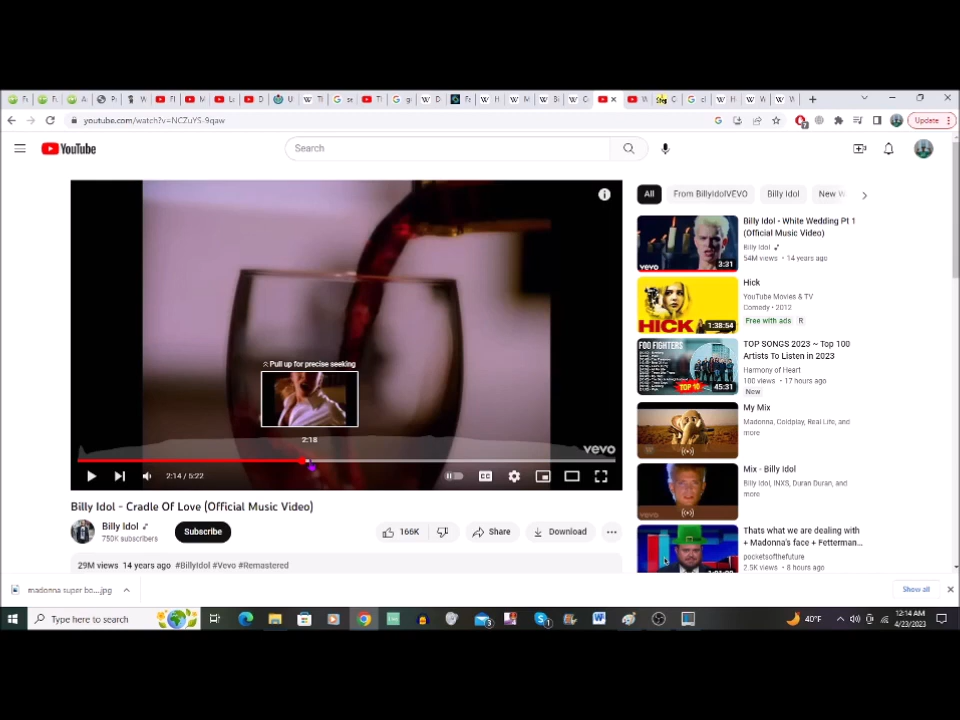 youtube.com/watch?v=NCZuYS-9qaw
Update
YouTube
Search
All
From BillyIdolVEVO
Billy Idol
New W
Billy Idol - White Wedding Pt 1
(Official Music Video)
Billy Idol
54M views · 14 years ago
vevo
3:31
Hick
YouTube Movies & TV
Comedy · 2012
Free with ads
R
HICK
1:38:54
TOP SONGS 2023 ~ Top 100
Artists To Listen in 2023
Harmony of Heart
100 views · 17 hours ago
New
FOO FIGHTERS
TOP 10
45:31
My Mix
Madonna, Coldplay, Real Life, and
more
Mix - Billy Idol
Billy Idol, INXS, Duran Duran, and
more
Thats what we are dealing with
+ Madonna's face + Fetterman...
pocketsofthefuture
2.5K views · 8 hours ago
Pull up for precise seeking
2:18
vevo
2:14 / 5:22
CC
Billy Idol - Cradle Of Love (Official Music Video)
Billy Idol
750K subscribers
Subscribe
166K
Share
Download
29M views 14 years ago #BillyIdol #Vevo #Remastered
madonna super bo....jpg
Show all
Type here to search
40°F
12:14 AM
4/23/2023